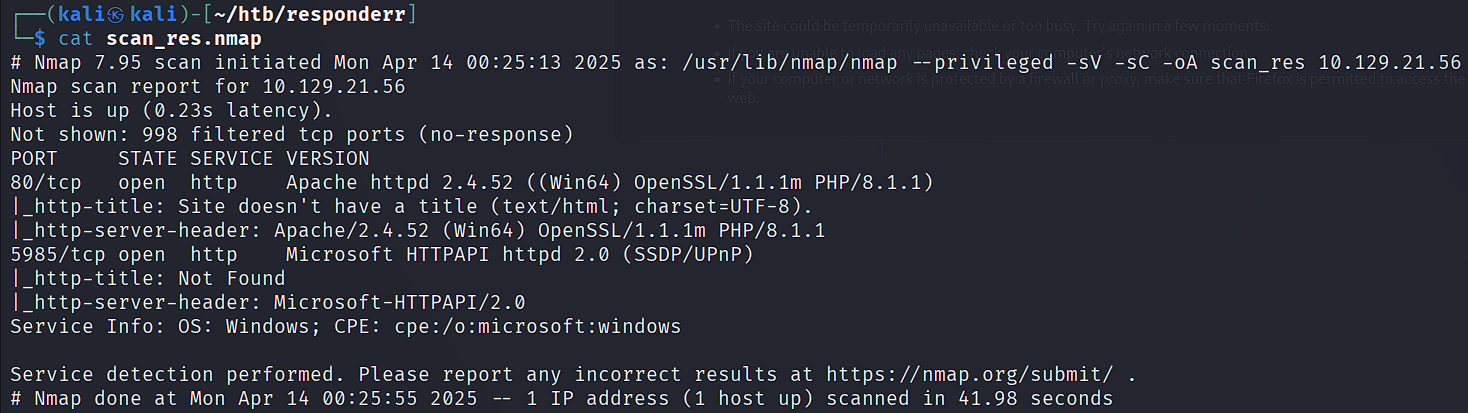 ┌──(kali㉿kali)-[~/htb/responderr]
└─$ cat scan_res.nmap
# Nmap 7.95 scan initiated Mon Apr 14 00:25:13 2025 as: /usr/lib/nmap/nmap --privileged -sV -sC -oA scan_res 10.129.21.56
Nmap scan report for 10.129.21.56
Host is up (0.23s latency).
Not shown: 998 filtered tcp ports (no-response)
PORT     STATE SERVICE VERSION
80/tcp   open  http    Apache httpd 2.4.52 ((Win64) OpenSSL/1.1.1m PHP/8.1.1)
|_http-title: Site doesn't have a title (text/html; charset=UTF-8).
|_http-server-header: Apache/2.4.52 (Win64) OpenSSL/1.1.1m PHP/8.1.1
5985/tcp open  http    Microsoft HTTPAPI httpd 2.0 (SSDP/UPnP)
|_http-title: Not Found
|_http-server-header: Microsoft-HTTPAPI/2.0
Service Info: OS: Windows; CPE: cpe:/o:microsoft:windows
Service detection performed. Please report any incorrect results at https://nmap.org/submit/ .
# Nmap done at Mon Apr 14 00:25:55 2025 -- 1 IP address (1 host up) scanned in 41.98 seconds
• The site could be temporarily unavailable or too busy. Try again in a few moments.
unable to load any pages, check your computer's network connection.
• If your computer or network is protected by a firewall or proxy, make sure that Firefox is permitted to access the
web.